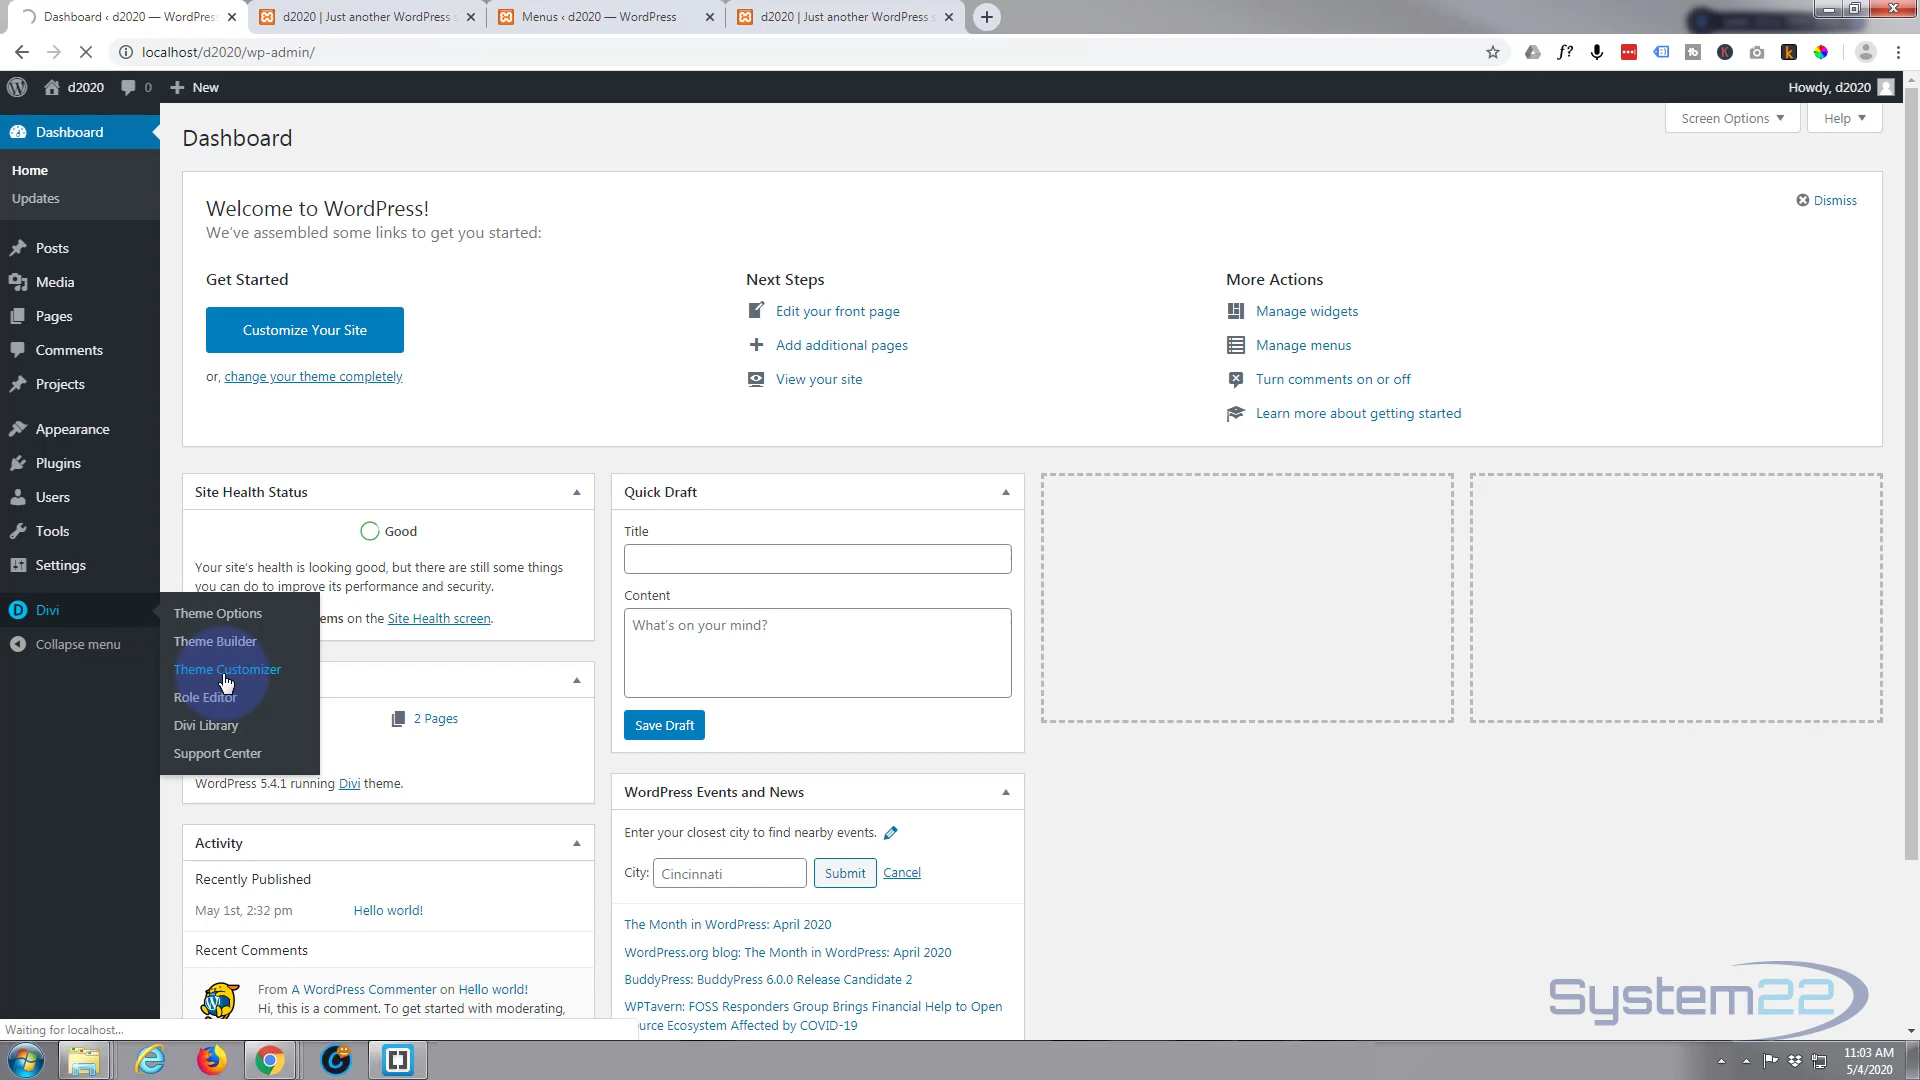 Dashboard ‹ d2020 — WordPress
d2020 | Just another WordPress s
Menus ‹ d2020 — WordPress
d2020 | Just another WordPress s
localhost/d2020/wp-admin/
d2020
0
New
Howdy, d2020
Dashboard
Home
Updates
Posts
Media
Pages
Comments
Projects
Appearance
Plugins
Users
Tools
Settings
Divi
Collapse menu
Theme Options
Theme Builder
Theme Customizer
Role Editor
Divi Library
Support Center
Dashboard
Screen Options
Help
Welcome to WordPress!
We've assembled some links to get you started:
Dismiss
Get Started
Customize Your Site
or, change your theme completely
Next Steps
Edit your front page
Add additional pages
View your site
More Actions
Manage widgets
Manage menus
Turn comments on or off
Learn more about getting started
Site Health Status
Good
Your site's health is looking good, but there are still some things
you can do to improve its performance and security.
ems on the Site Health screen.
2 Pages
WordPress 5.4.1 running Divi theme.
Activity
Recently Published
May 1st, 2:32 pm
Hello world!
Recent Comments
From A WordPress Commenter on Hello world!
Hi, this is a comment. To get started with moderating,
Quick Draft
Title
Content
What's on your mind?
Save Draft
WordPress Events and News
Enter your closest city to find nearby events.
City:
Cincinnati
Submit
Cancel
The Month in WordPress: April 2020
WordPress.org blog: The Month in WordPress: April 2020
BuddyPress: BuddyPress 6.0.0 Release Candidate 2
WPTavern: FOSS Responders Group Brings Financial Help to Open
ource Ecosystem Affected by COVID-19
System22
Waiting for localhost...
11:03 AM
5/4/2020